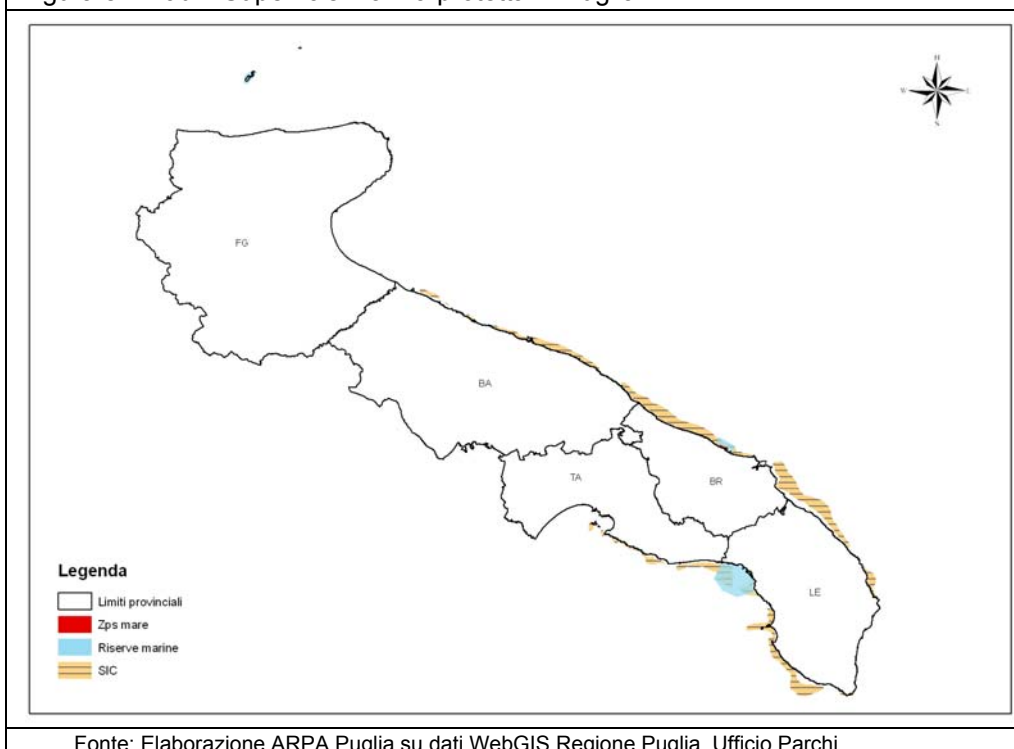 N
W
L
N
FG
BA
TA
BR
LE
Legenda
Limiti provinciali
Zps mare
Riserve marine
SIC
Fonte: Elaborazione ARPA Puglia su dati WebGIS Regione Puglia, Ufficio Parchi